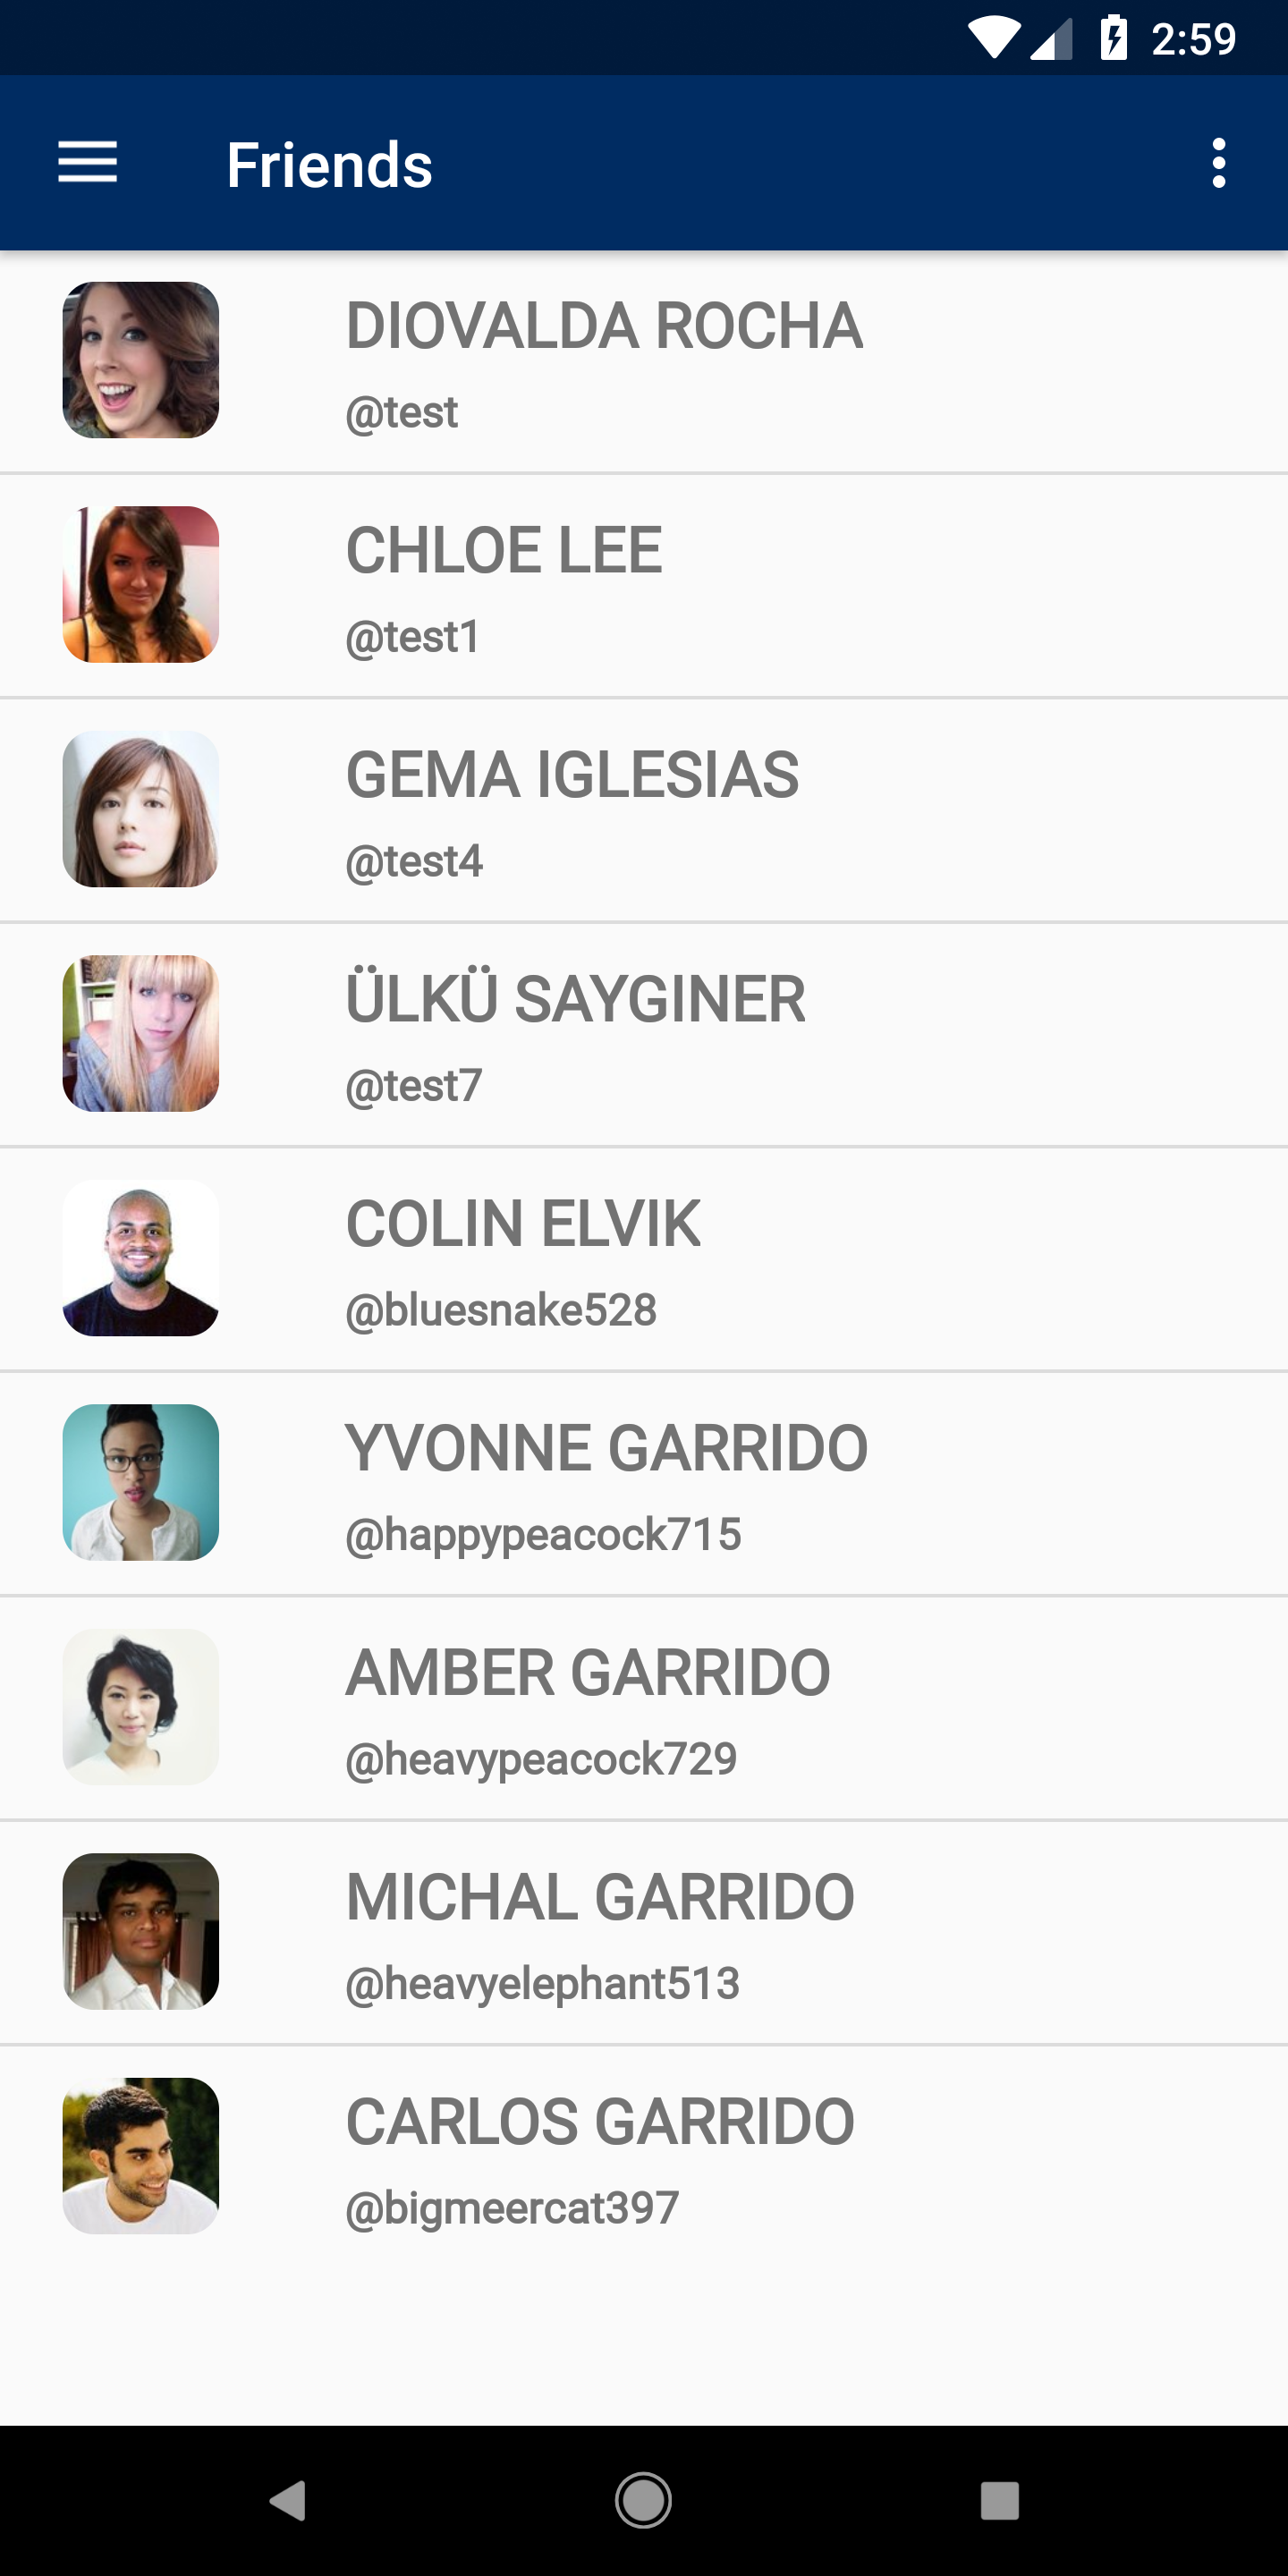 2:59
Friends
DIOVALDA ROCHA
@test
CHLOE LEE
@test1
GEMA IGLESIAS
@test4
ÜLKÜ SAYGINER
@test7
COLIN ELVIK
@bluesnake528
YVONNE GARRIDO
@happypeacock715
AMBER GARRIDO
@heavypeacock729
MICHAL GARRIDO
@heavyelephant513
CARLOS GARRIDO
@bigmeercat397